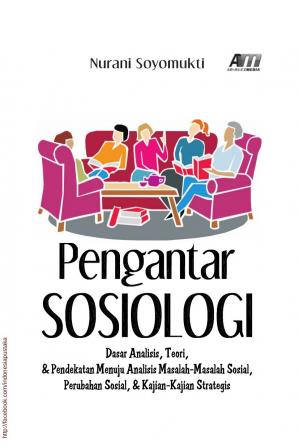 Nurani Soyomukti
AM
AR-RUZZ MEDIA
Pengantar
SOSIOLOGI
Dasar Analisis, Teori,
& Pendekatan Menuju Analisis Masalah-Masalah Sosial,
Perubahan Sosial, & Kajian-Kajian Strategis
http://facebook.com/indonesiapustaka